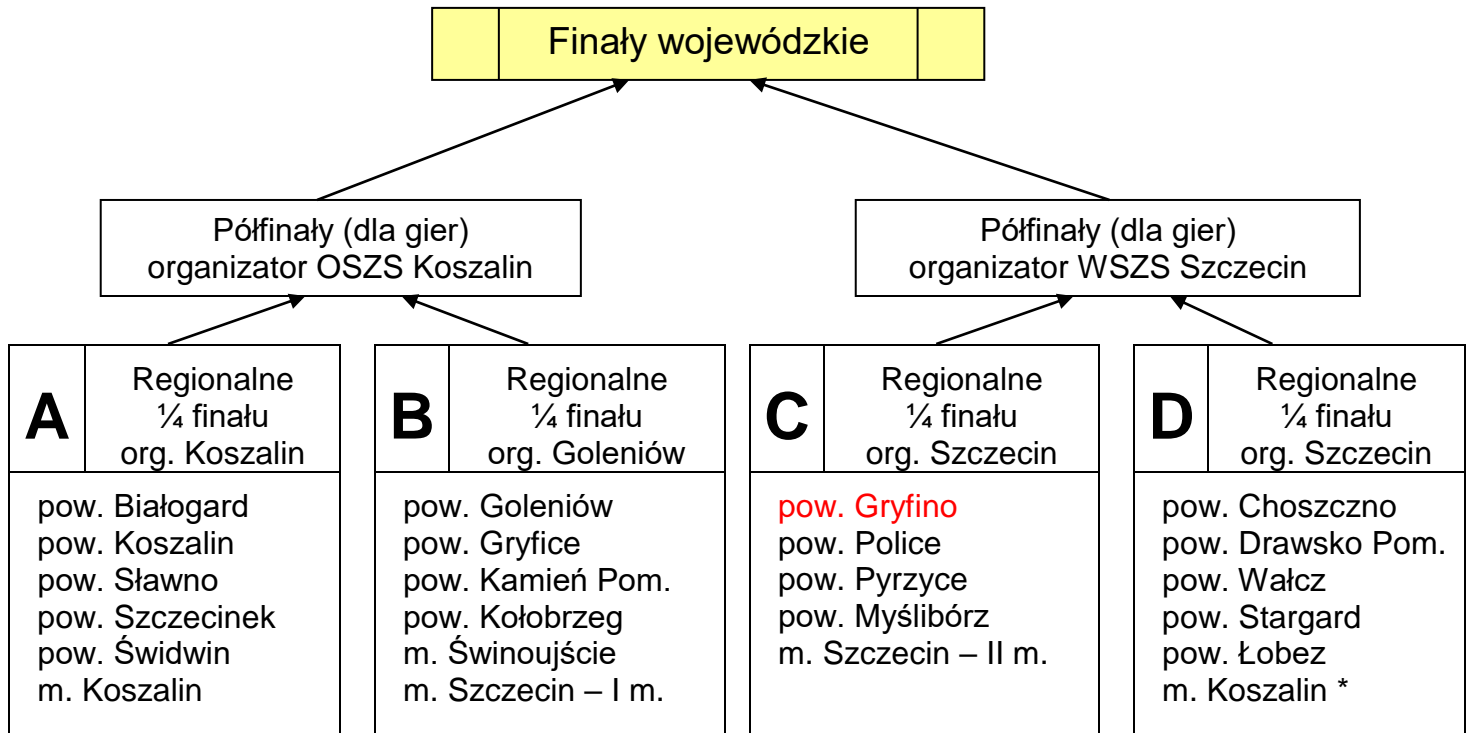 Finały wojewódzkie
Półfinały (dla gier)
organizator OSZS Koszalin
Półfinały (dla gier)
organizator WSZS Szczecin
A
Regionalne
¼ finału
org. Koszalin
pow. Białogard
pow. Koszalin
pow. Sławno
pow. Szczecinek
pow. Świdwin
m. Koszalin
B
Regionalne
¼ finału
org. Goleniów
pow. Goleniów
pow. Gryfice
pow. Kamień Pom.
pow. Kołobrzeg
m. Świnoujście
m. Szczecin – I m.
C
Regionalne
¼ finału
org. Szczecin
pow. Gryfino
pow. Police
pow. Pyrzyce
pow. Myślibórz
m. Szczecin – II m.
D
Regionalne
¼ finału
org. Szczecin
pow. Choszczno
pow. Drawsko Pom.
pow. Wałcz
pow. Stargard
pow. Łobez
m. Koszalin *